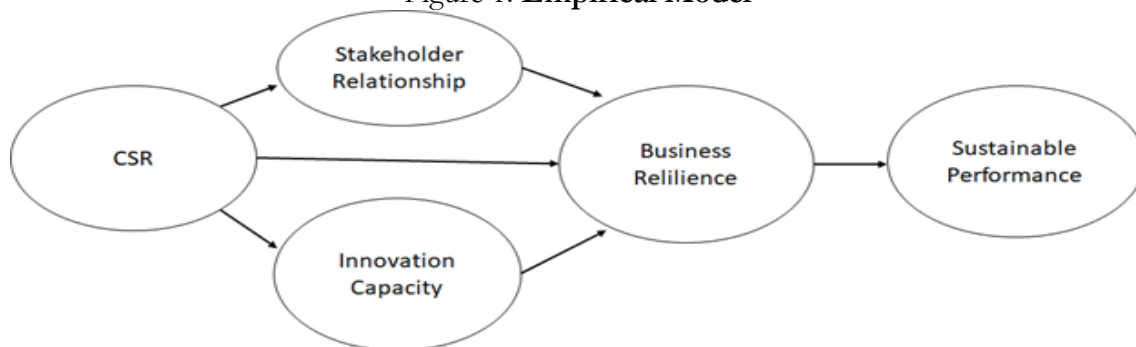 Figure 1. Empirical Model
Stakeholder
Relationship
CSR
Business
Relilience
Sustainable
Performance
Innovation
Capacity